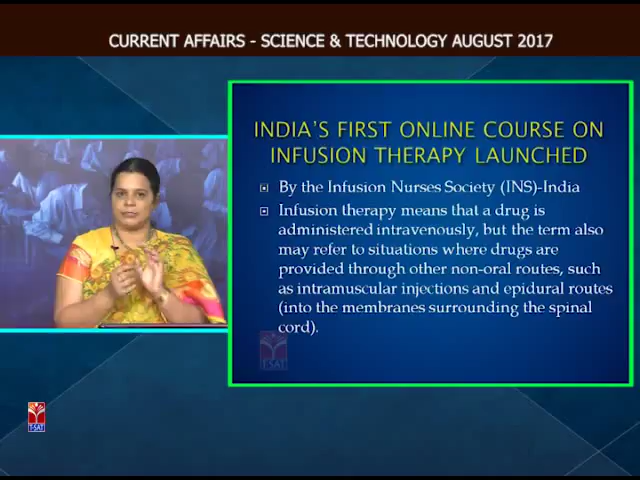 CURRENT AFFAIRS - SCIENCE & TECHNOLOGY AUGUST 2017
INDIA'S FIRST ONLINE COURSE ON
INFUSION THERAPY LAUNCHED
By the Infusion Nurses Society (INS)-India
Infusion therapy means that a drug is
administered intravenously, but the term also
may refer to situations where drugs are
provided through other non-oral routes, such
as intramuscular injections and epidural routes
(into the membranes surrounding the spinal
cord).
T-SAT
T-SAT